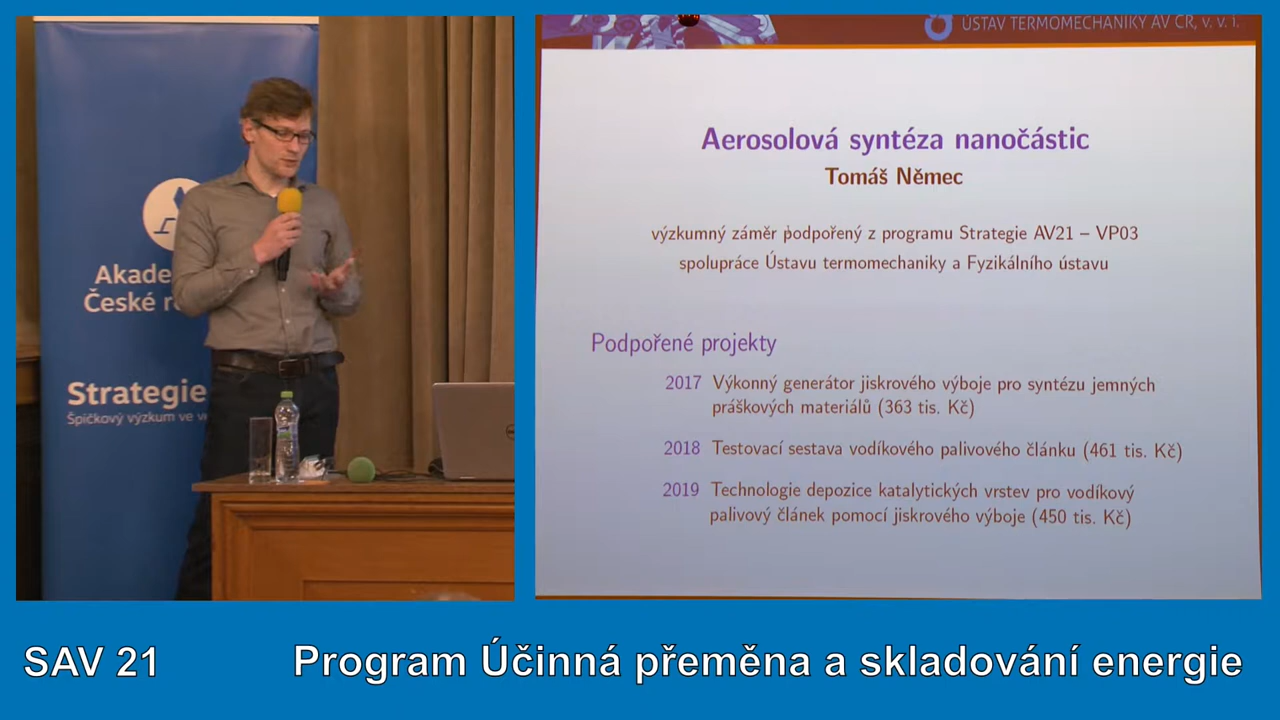 Akade
České r
Strategie
Špičkový výzkum ve v
ÚSTAV TERMOMECHANIKY AV ČR, v. v. i.
Aerosolová syntéza nanočástic
Tomáš Němec
výzkumný záměr podpořený z programu Strategie AV21 – VP03
spolupráce Ústavu termomechaniky a Fyzikálního ústavu
Podpořené projekty
2017 Výkonný generátor jiskrového výboje pro syntézu jemných
práškových materiálů (363 tis. Kč)
2018 Testovací sestava vodíkového palivového článku (461 tis. Kč)
2019 Technologie depozice katalytických vrstev pro vodíkový
palivový článek pomocí jiskrového výboje (450 tis. Kč)
SAV 21 Program Účinná přeměna a skladování energie